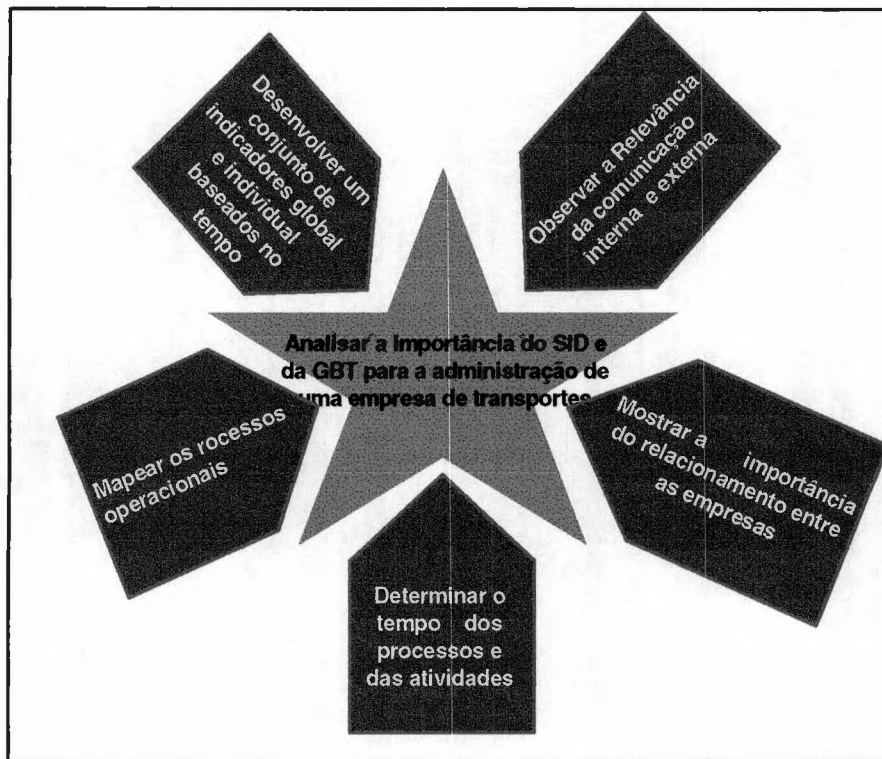 Desenvolver um
conjunto de
indicadores global
e individual
baseados no
tempo
Observar a Relevância
da comunicação
interna e externa
Analisar a importância do SID e
da GBT para a administração de
uma empresa de transportes
Mapear os rocessos
operacionais
Mostrar a importância
do relacionamento entre
as empresas
Determinar o
tempo dos
processos e
das atividades